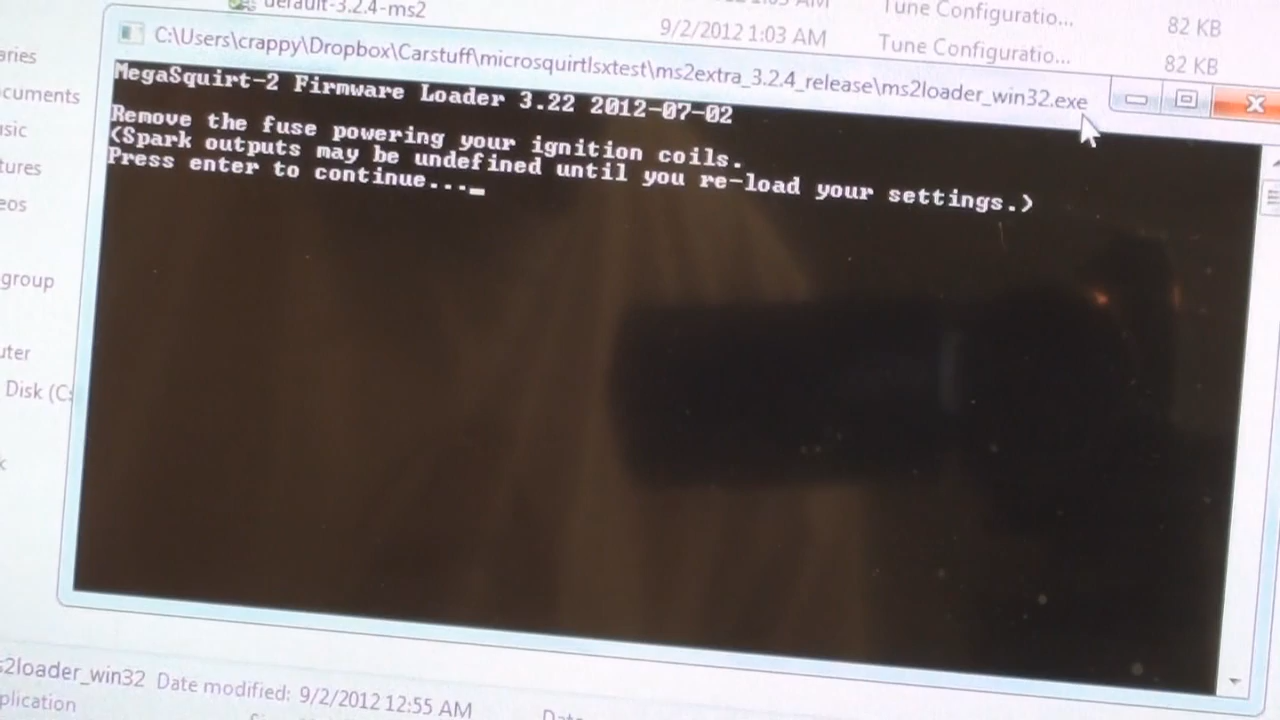 default-3.2.4-ms2
9/2/2012 1:03 AM
Tune Configuratio...
82 KB
Tune Configuratio...
82 KB
C:\Users\crappy\Dropbox\Carstuff\microsquirtlsxtest\ms2extra_3.2.4_release\ms2loader_win32.exe
MegaSquirt-2 Firmware Loader 3.22 2012-07-02
Remove the fuse powering your ignition coils.
(Spark outputs may be undefined until you re-load your settings.)
Press enter to continue..._
aries
cuments
usic
tures
eos
group
uter
Disk (C:
k
s2loader_win32 Date modified: 9/2/2012 12:55 AM
plication